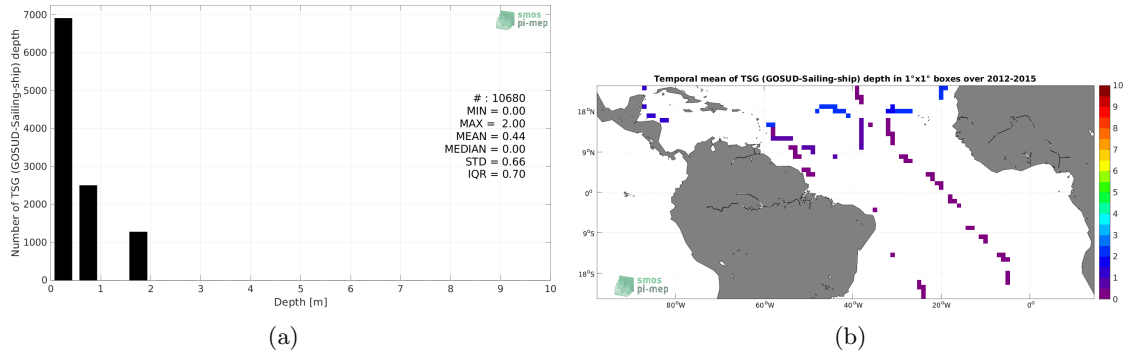 smos
pi-mep
Number of TSG (GOSUD-Sailing-ship) depth
7000
6000
5000
4000
3000
2000
1000
0
# : 10680
MIN = 0.00
MAX = 2.00
MEAN = 0.44
MEDIAN = 0.00
STD = 0.66
IQR = 0.70
0 1 2 3 4 5 6 7 8 9 10
Depth [m]
(a)
Temporal mean of TSG (GOSUD-Sailing-ship) depth in 1°x1° boxes over 2012-2015
18°N
9°N
0°
9°S
18°S
80°W 60°W 40°W 20°W 0°
10
9
8
7
6
5
4
3
2
1
0
smos
pi-mep
(b)